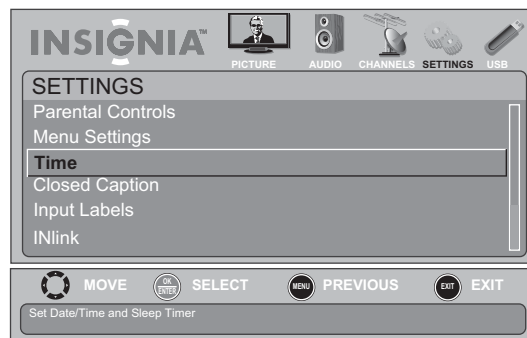 INSIGNIA™
PICTURE AUDIO CHANNELS SETTINGS USB
SETTINGS
Parental Controls
Menu Settings
Time
Closed Caption
Input Labels
INlink
MOVE OK ENTER SELECT MENU PREVIOUS EXIT EXIT
Set Date/Time and Sleep Timer